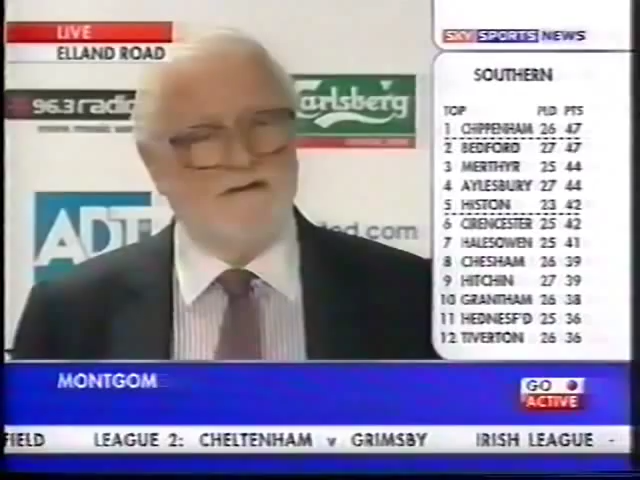 LIVE
ELLAND ROAD
96.3 radio
Carlsberg
ADT
.com
SKY SPORTS NEWS
SOUTHERN
TOP PLD PTS
1 CHIPPENHAM 26 47
2 BEDFORD 27 47
3 MERTHYR 25 44
4 AYLESBURY 27 44
5 HISTON 23 42
6 CIRENCESTER 25 42
7 HALESOWEN 25 41
8 CHESHAM 26 39
9 HITCHIN 27 39
10 GRANTHAM 26 38
11 HEDNESF'D 25 36
12 TIVERTON 26 36
MONTGOM
GO
ACTIVE
FIELD LEAGUE 2: CHELTENHAM v GRIMSBY IRISH LEAGUE -